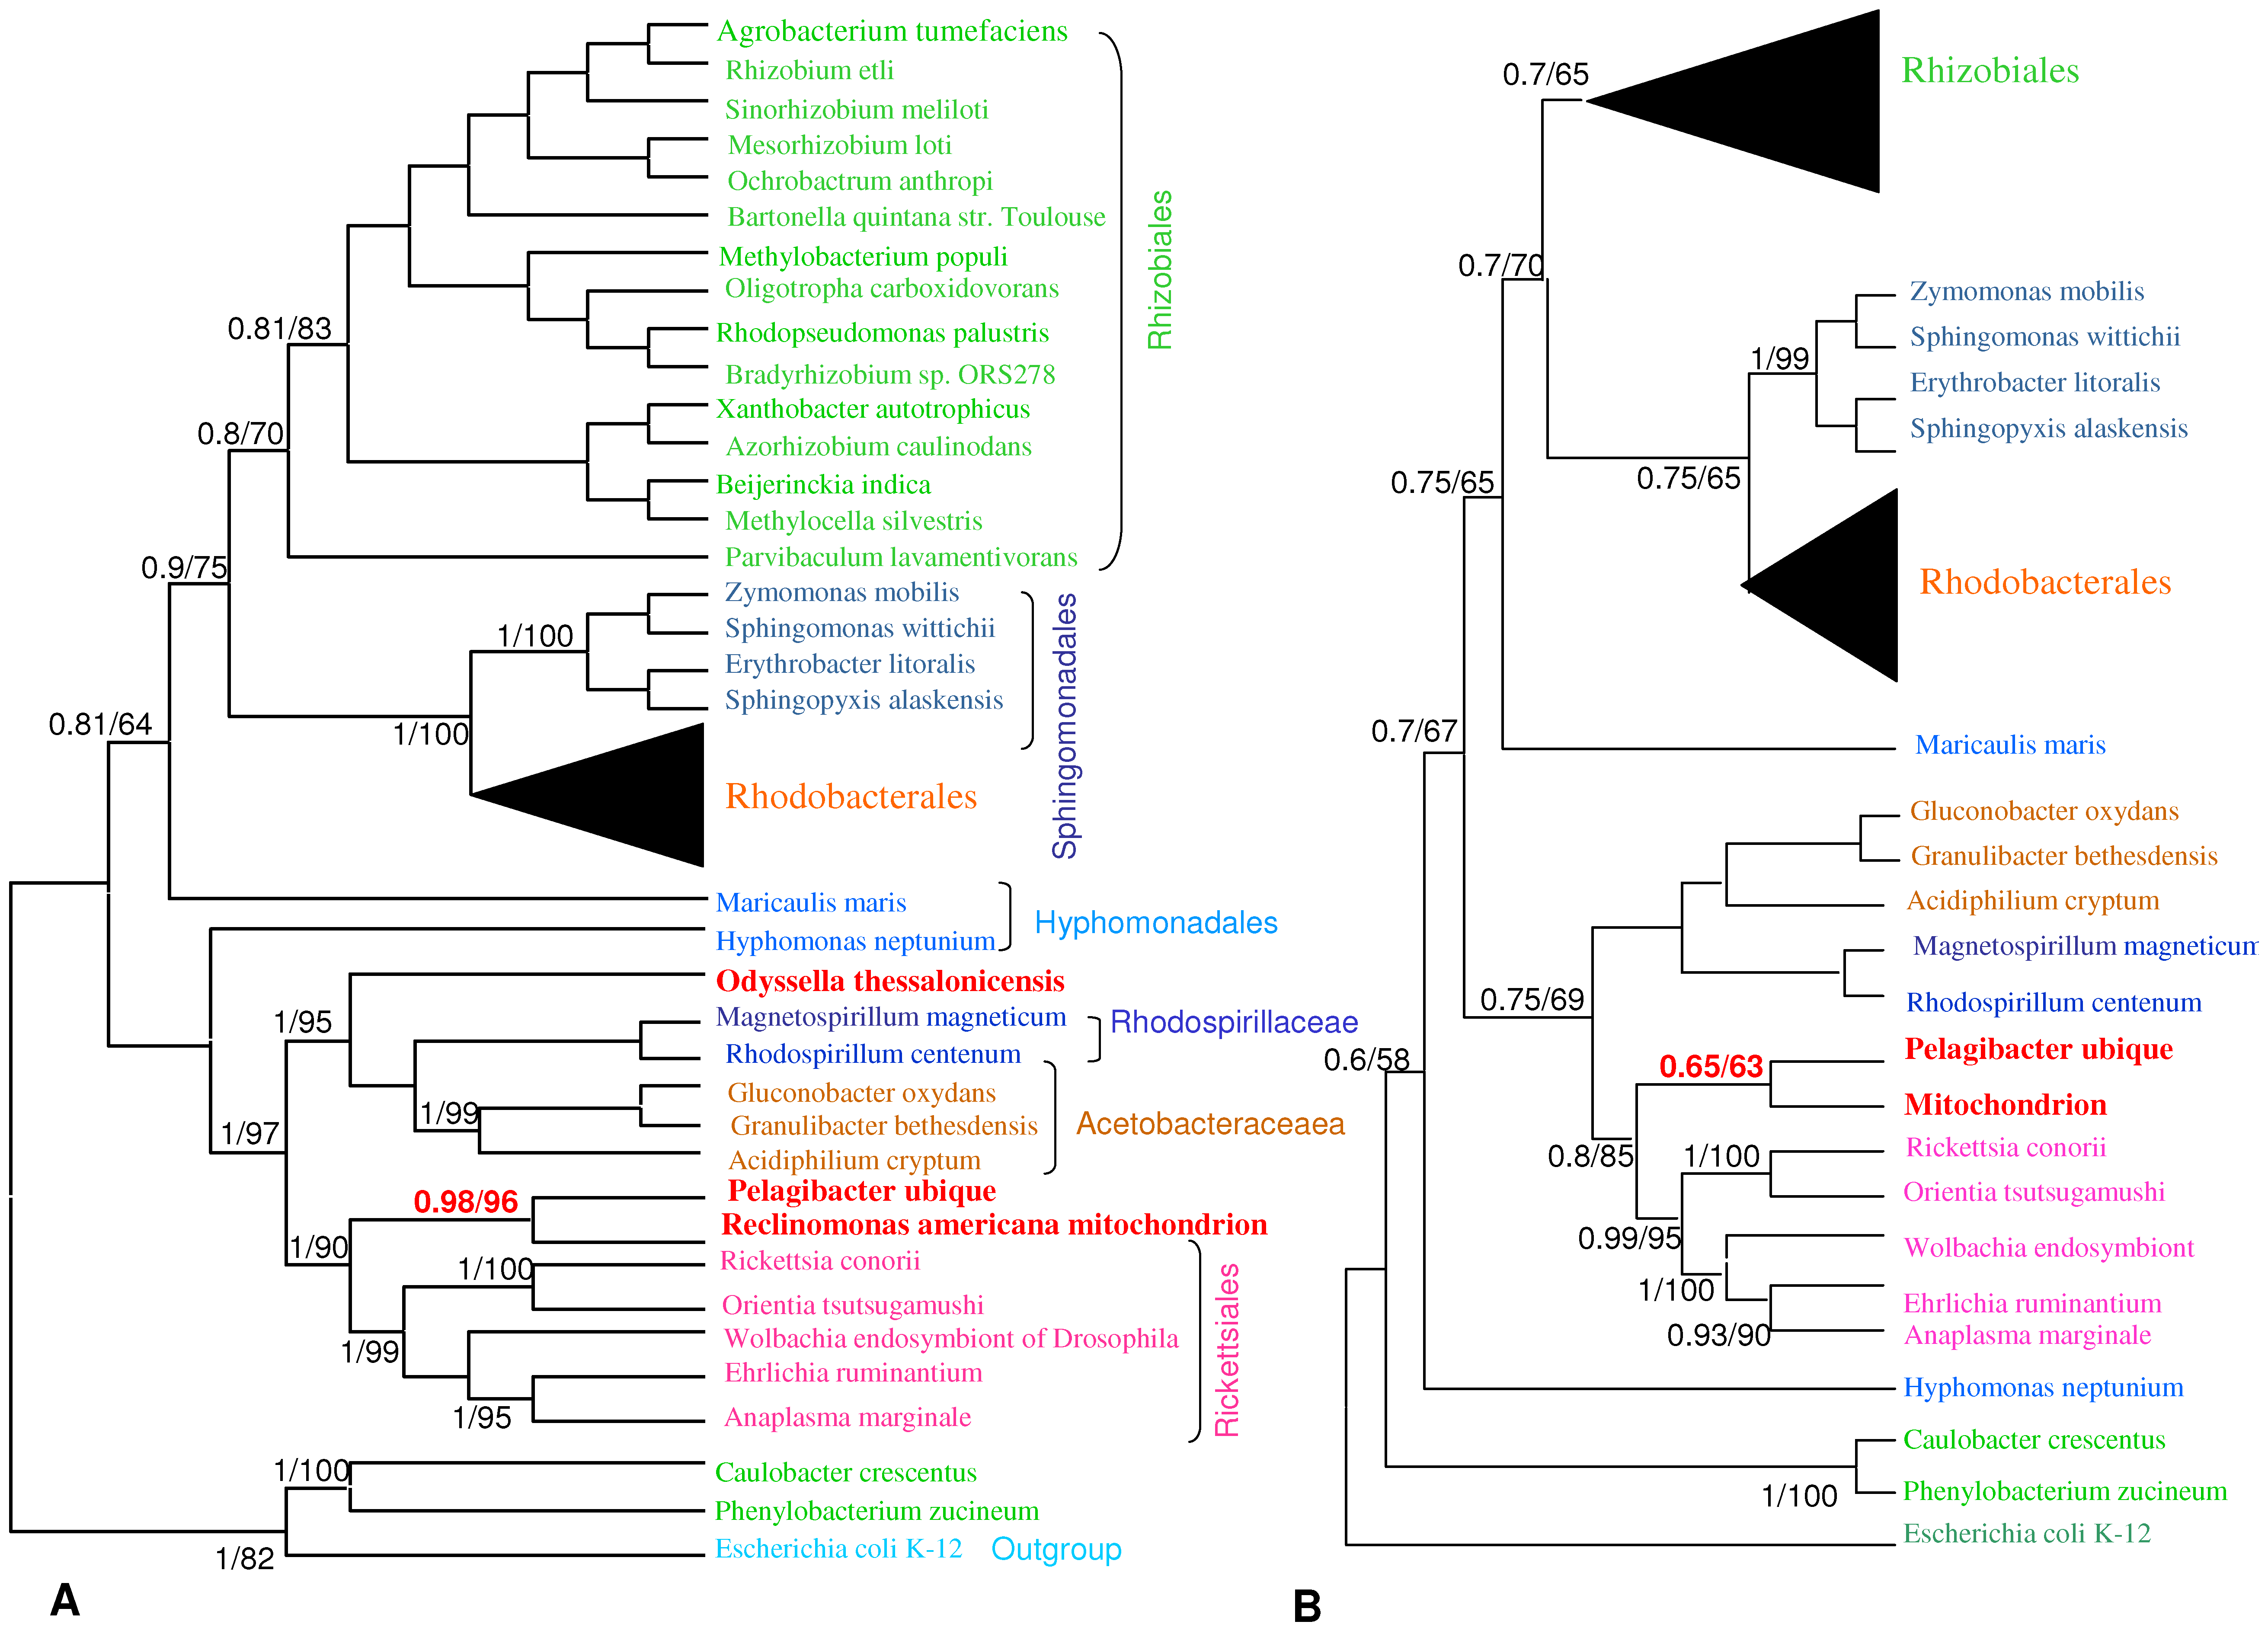 Agrobacterium tumefaciens
Rhizobium etli
Sinorhizobium meliloti
Mesorhizobium loti
Ochrobactrum anthropi
Bartonella quintana str. Toulouse
Methylobacterium populi
Oligotropha carboxidovorans
Rhodopseudomonas palustris
Bradyrhizobium sp. ORS278
Xanthobacter autotrophicus
Azorhizobium caulinodans
Beijerinckia indica
Methylocella silvestris
Parvibaculum lavamentivorans
Rhizobiales
0.81/83
0.8/70
0.9/75
Zymomonas mobilis
Sphingomonas wittichii
Erythrobacter litoralis
Sphingopyxis alaskensis
Sphingomonadales
1/100
1/100
0.81/64
Rhodobacterales
Maricaulis maris
Hyphomonas neptunium
Hyphomonadales
Odyssella thessalonicensis
1/95
Magnetospirillum magneticum
Rhodospirillum centenum
Rhodospirillaceae
Gluconobacter oxydans
Granulibacter bethesdensis
Acidiphilium cryptum
Acetobacteraceaea
1/99
1/97
Pelagibacter ubique
0.98/96
Reclinomonas americana mitochondrion
1/90
Rickettsia conorii
1/100
Orientia tsutsugamushi
Wolbachia endosymbiont of Drosophila
1/99
Ehrlichia ruminantium
Anaplasma marginale
1/95
Rickettsiales
1/100
Caulobacter crescentus
Phenylobacterium zucineum
Escherichia coli K-12 Outgroup
1/82
A
0.7/65
Rhizobiales
0.7/70
Zymomonas mobilis
Sphingomonas wittichii
1/99
Erythrobacter litoralis
Sphingopyxis alaskensis
0.75/65
0.75/65
Rhodobacterales
0.7/67
Maricaulis maris
Gluconobacter oxydans
Granulibacter bethesdensis
Acidiphilium cryptum
Magnetospirillum magneticum
Rhodospirillum centenum
0.75/69
0.6/58
Pelagibacter ubique
0.65/63
Mitochondrion
0.8/85
1/100
Rickettsia conorii
Orientia tsutsugamushi
0.99/95
Wolbachia endosymbiont
1/100
Ehrlichia ruminantium
0.93/90
Anaplasma marginale
Hyphomonas neptunium
Caulobacter crescentus
1/100
Phenylobacterium zucineum
Escherichia coli K-12
B